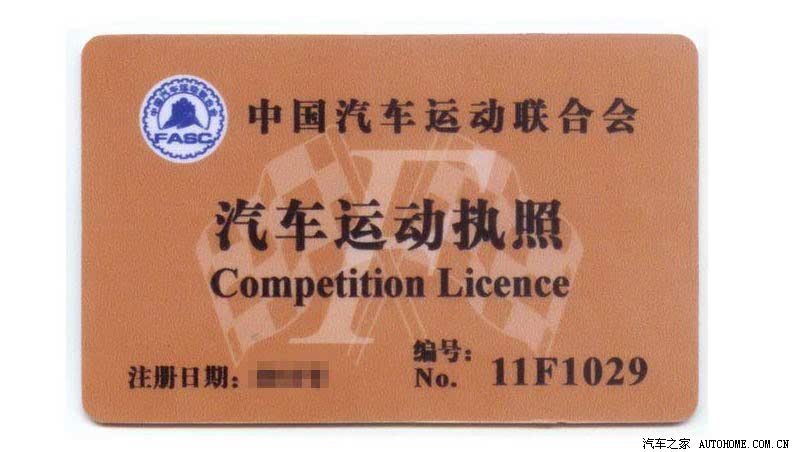 中国汽车运动联合会
FASC
汽车运动执照
Competition Licence
注册日期:
编号:
No. 11F1029
汽车之家 AUTOHOME.COM.CN